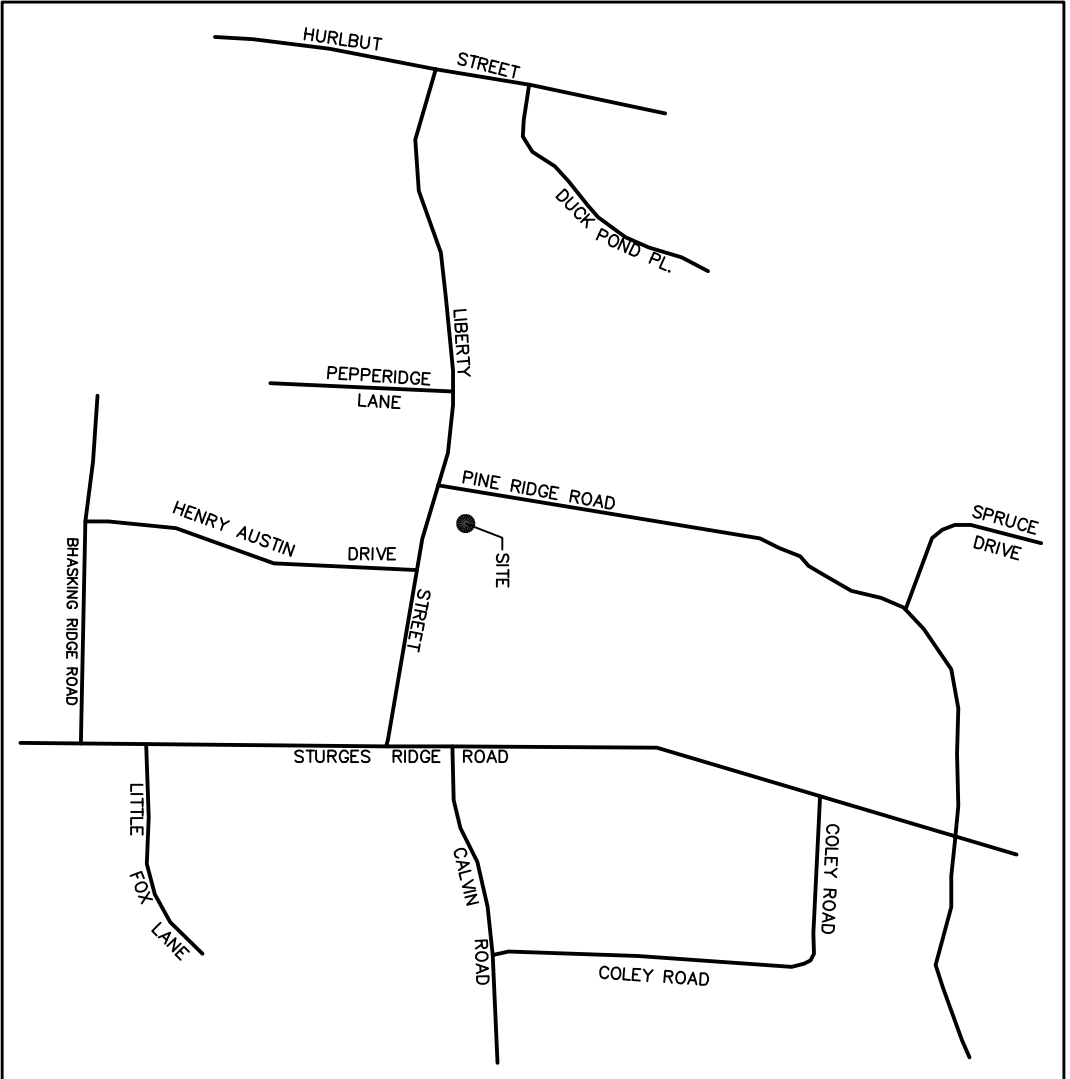 HURLBUT
STREET
DUCK POND PL.
LIBERTY
PEPPERIDGE
LANE
PINE RIDGE ROAD
HENRY AUSTIN
DRIVE
SITE
SPRUCE
DRIVE
STREET
BHASKING RIDGE ROAD
STURGES RIDGE ROAD
LITTLE
FOX
LANE
CALVIN
ROAD
COLEY ROAD
COLEY ROAD